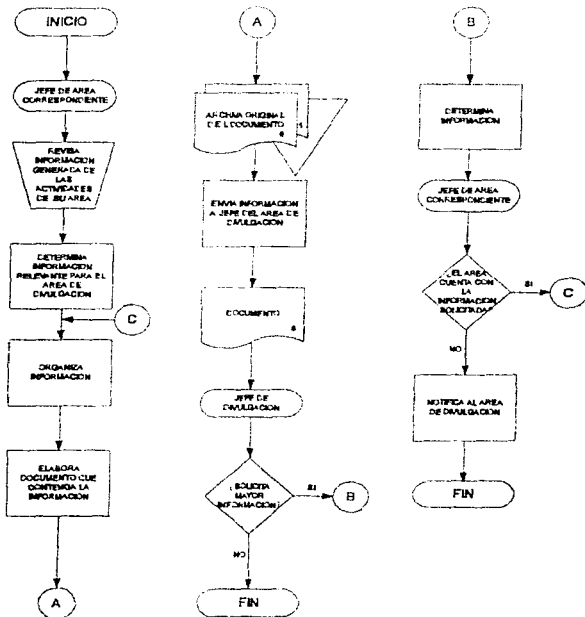 INICIO
JEFE DE AREA
CORRESPONDIENTE
REVISA
INFORMACION
GENERADA DE
LAS
ACTIVIDADES
DE SU AREA
DETERMINA
INFORMACION
RELEVANTE PARA EL
AREA DE
DIVULGACION
C
ORGANIZA
INFORMACION
ELABORA
DOCUMENTO QUE
CONTENGA LA
INFORMACION
A
A
ARCHIVA ORIGINAL
DEL DOCUMENTO
ENVIA INFORMACION
A JEFE DEL AREA DE
DIVULGACION
DOCUMENTO
JEFE DE
DIVULGACION
SOLICITA
MAYOR
INFORMACION
SI
B
NO
FIN
B
DETERMINA
INFORMACION
JEFE DE AREA
CORRESPONDIENTE
¿EL AREA
CUENTA CON
LA
INFORMACION
SOLICITADA?
SI
C
NO
NOTIFICA AL AREA
DE DIVULGACION
FIN